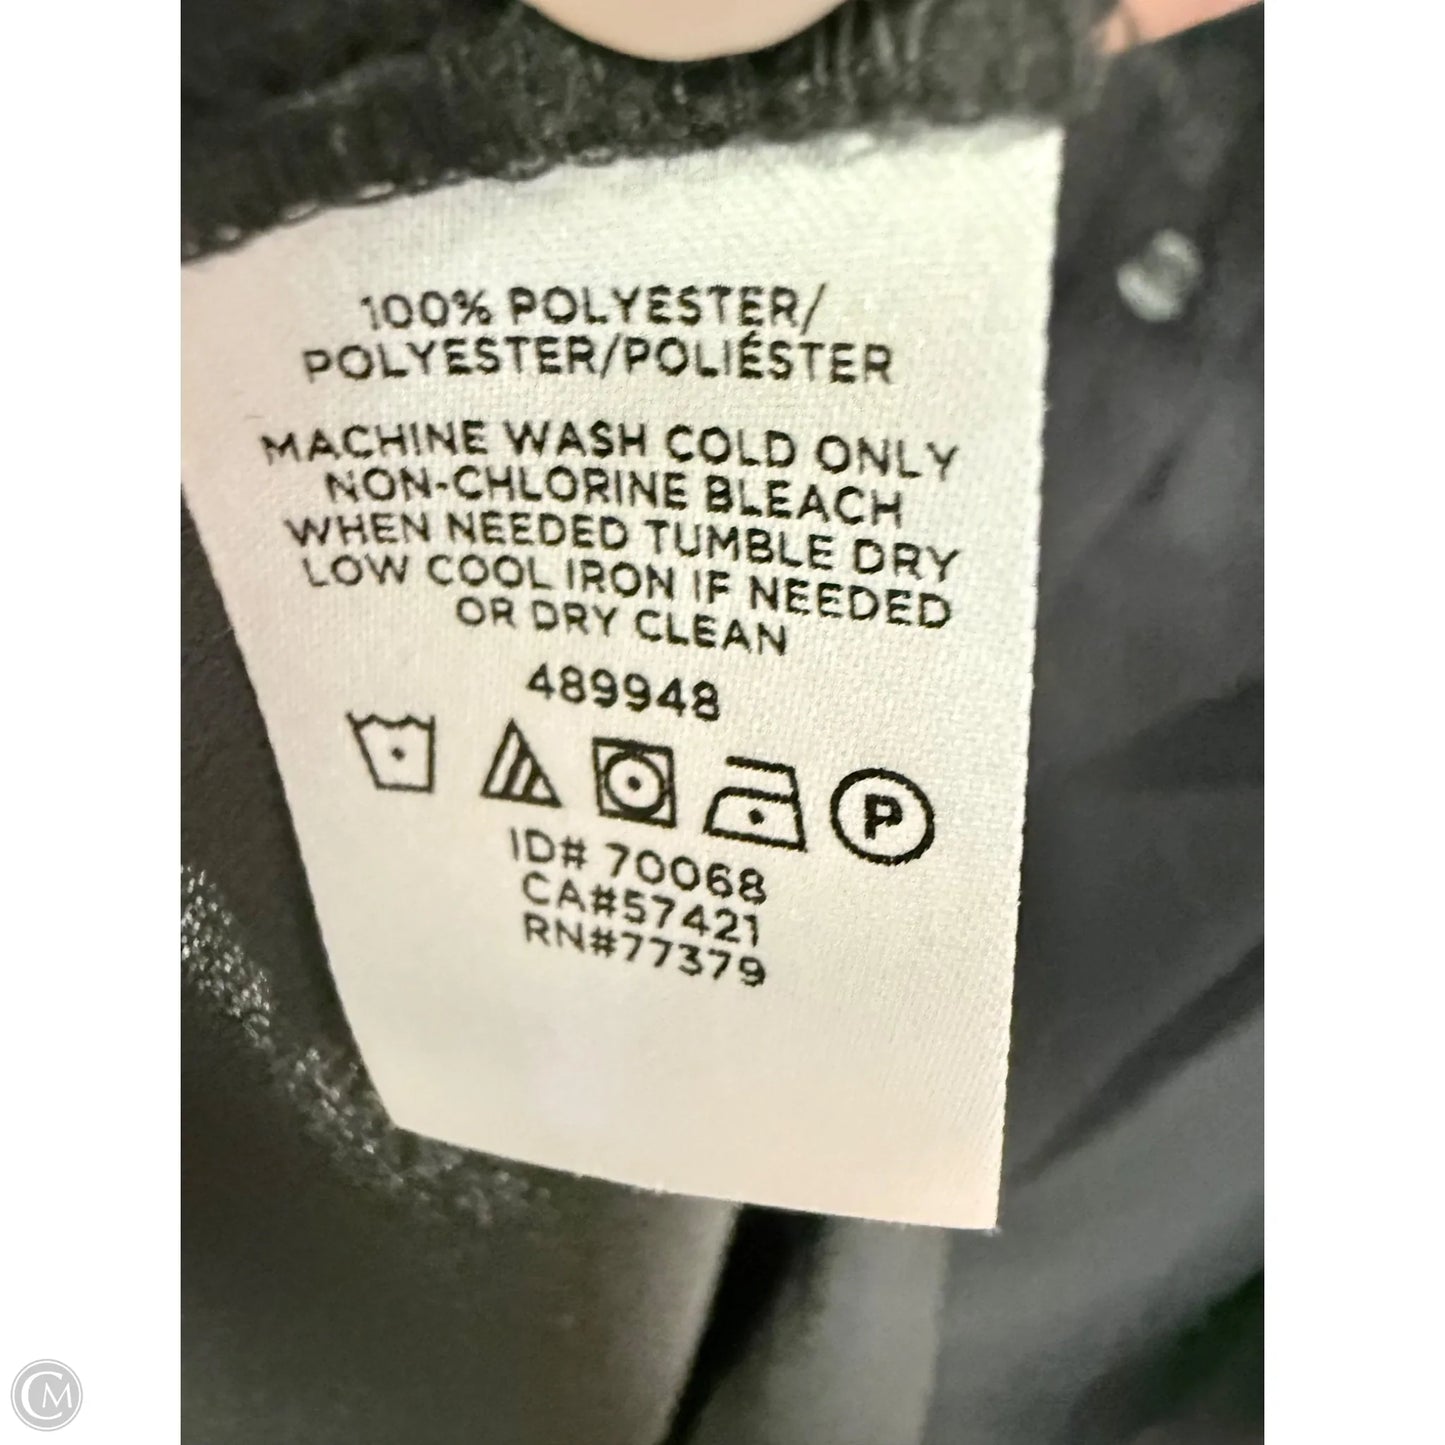 100% POLYESTER/
POLYESTER/POLIÉSTER
MACHINE WASH COLD ONLY
NON-CHLORINE BLEACH
WHEN NEEDED TUMBLE DRY
LOW COOL IRON IF NEEDED
OR DRY CLEAN
489948
P
ID# 70068
CA#57421
RN#77379
CM